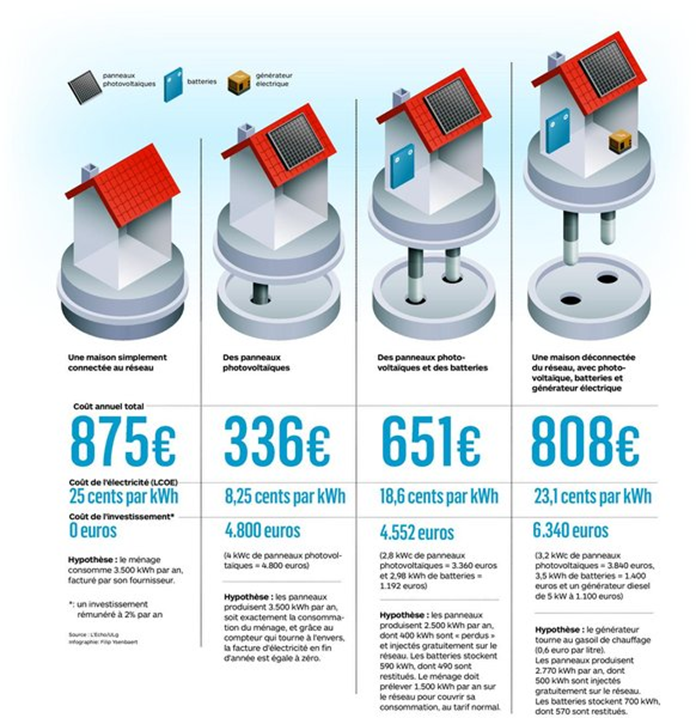 panneaux
photovoltaïques
batteries
générateur
électrique
Une maison simplement
connectée au réseau
Des panneaux
photovoltaïques
Des panneaux photo-
voltaïques et des batteries
Une maison déconnectée
du réseau, avec photo-
voltaïque, batteries et
générateur électrique
Coût annuel total
875€
336€
651€
808€
Coût de l'électricité (LCOE)
25 cents par kWh
8,25 cents par kWh
18,6 cents par kWh
23,1 cents par kWh
Coût de l'investissement*
0 euros
4.800 euros
4.552 euros
6.340 euros
Hypothèse : le ménage
consomme 3.500 kWh par an,
facturé par son fournisseur.
*: un investissement
rémunéré à 2% par an
Source : L'Echo/ULg
Infographie: Filip Ysenbaert
(4 kWc de panneaux photovol-
taïques = 4.800 euros)
Hypothèse : les panneaux
produisent 3.500 kWh par an,
soit exactement la consomma-
tion du ménage, et grâce au
compteur qui tourne à l'envers,
la facture d'électricité en fin
d'année est égale à zéro.
(2,8 kWc de panneaux
photovoltaïques = 3.360 euros
et 2,98 kWh de batteries =
1.192 euros)
Hypothèse : les panneaux
produisent 2.500 kWh par an,
dont 400 kWh sont « perdus »
et injectés gratuitement sur le
réseau. Les batteries stockent
590 kWh, dont 490 sont
restitués. Le ménage doit
prélever 1.500 kWh par an sur
le réseau pour couvrir sa
consommation, au tarif normal.
(3,2 kWc de panneaux
photovoltaïques = 3.840 euros,
3,5 kWh de batteries = 1.400
euros et un générateur diesel
de 5 kW à 1.100 euros)
Hypothèse : le générateur
tourne au gasoil de chauffage
(0,6 euro par litre).
Les panneaux produisent
2.770 kWh par an, dont
500 kWh sont injectés
gratuitement sur le réseau.
Les batteries stockent 700 kWh,
dont 570 sont restitués.